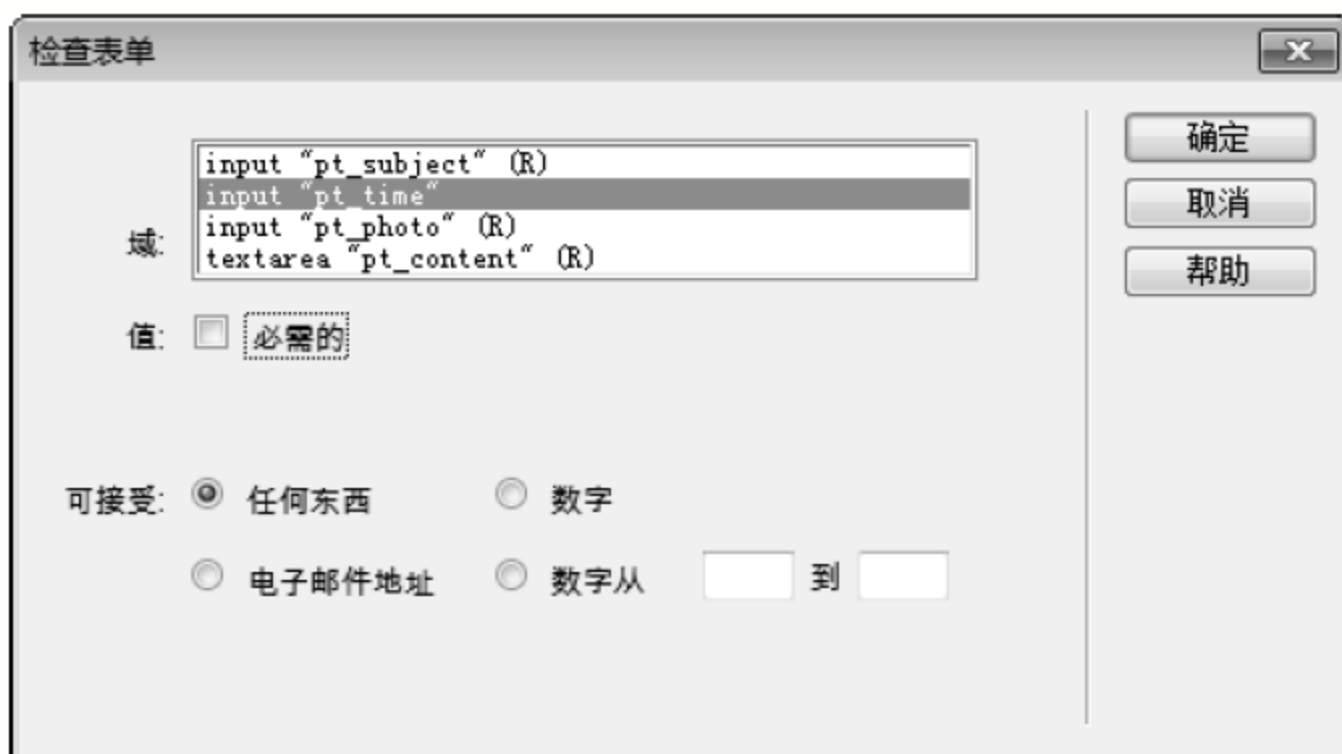 检查表单
确定
取消
帮助
域:
input "pt_subject" (R)
input "pt_time"
input "pt_photo" (R)
textarea "pt_content" (R)
值: 必需的
可接受: 任何东西 数字
电子邮件地址 数字从 到